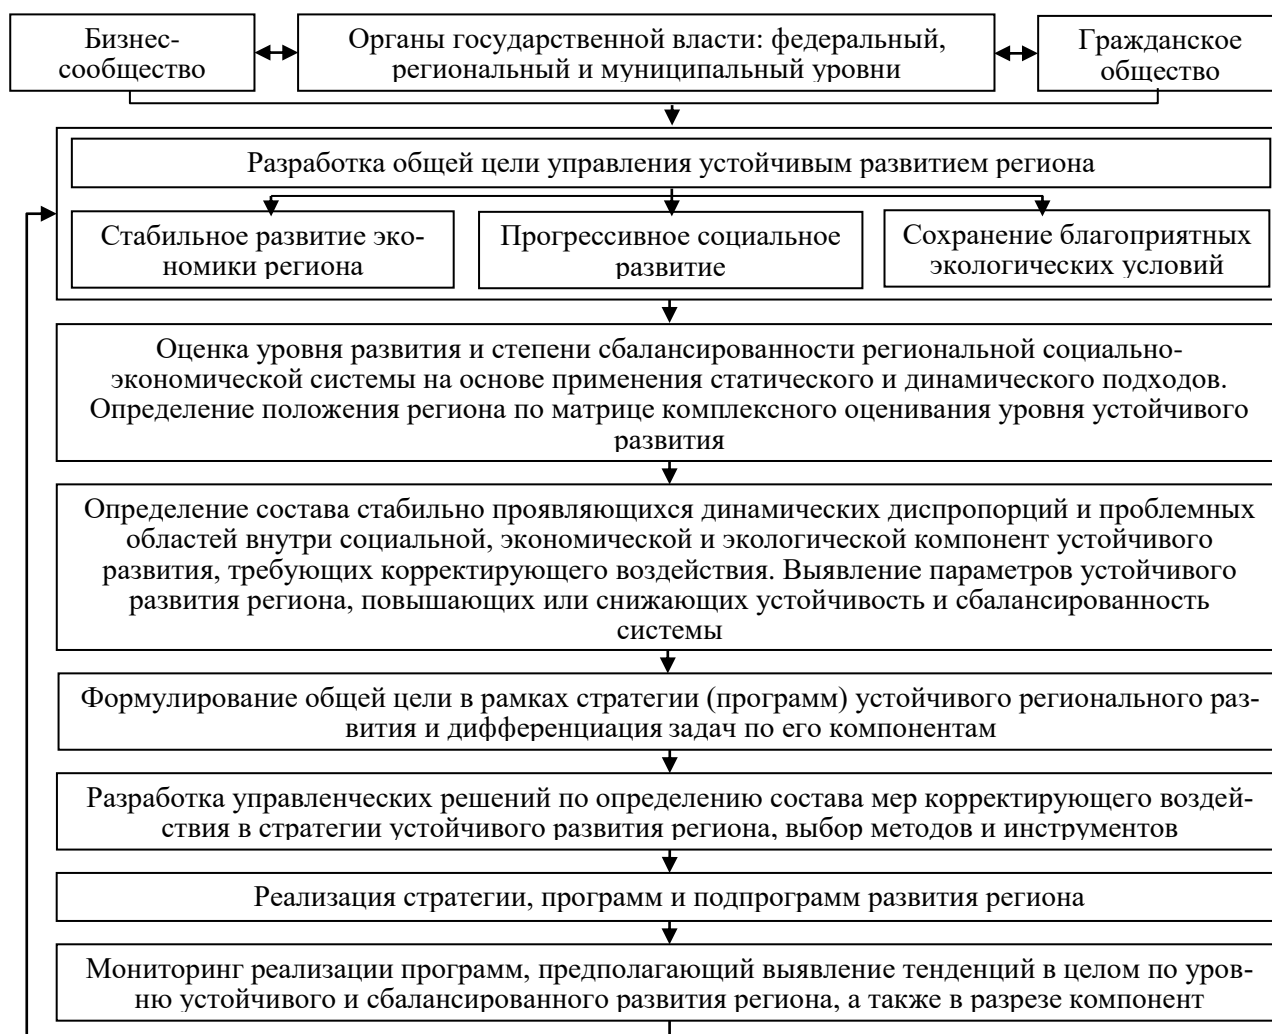 Бизнес-
сообщество
Органы государственной власти: федеральный,
региональный и муниципальный уровни
Гражданское
общество
Разработка общей цели управления устойчивым развитием региона
Стабильное развитие эко-
номики региона
Прогрессивное социальное
развитие
Сохранение благоприятных
экологических условий
Оценка уровня развития и степени сбалансированности региональной социально-
экономической системы на основе применения статического и динамического подходов.
Определение положения региона по матрице комплексного оценивания уровня устойчивого
развития
Определение состава стабильно проявляющихся динамических диспропорций и проблемных
областей внутри социальной, экономической и экологической компонент устойчивого
развития, требующих корректирующего воздействия. Выявление параметров устойчивого
развития региона, повышающих или снижающих устойчивость и сбалансированность
системы
Формулирование общей цели в рамках стратегии (программ) устойчивого регионального раз-
вития и дифференциация задач по его компонентам
Разработка управленческих решений по определению состава мер корректирующего воздей-
ствия в стратегии устойчивого развития региона, выбор методов и инструментов
Реализация стратегии, программ и подпрограмм развития региона
Мониторинг реализации программ, предполагающий выявление тенденций в целом по уров-
ню устойчивого и сбалансированного развития региона, а также в разрезе компонент